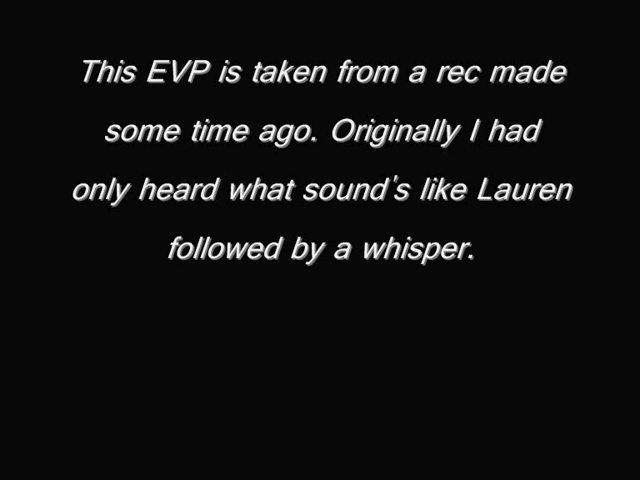 This EVP is taken from a rec made
some time ago. Originally I had
only heard what sound's like Lauren
followed by a whisper.